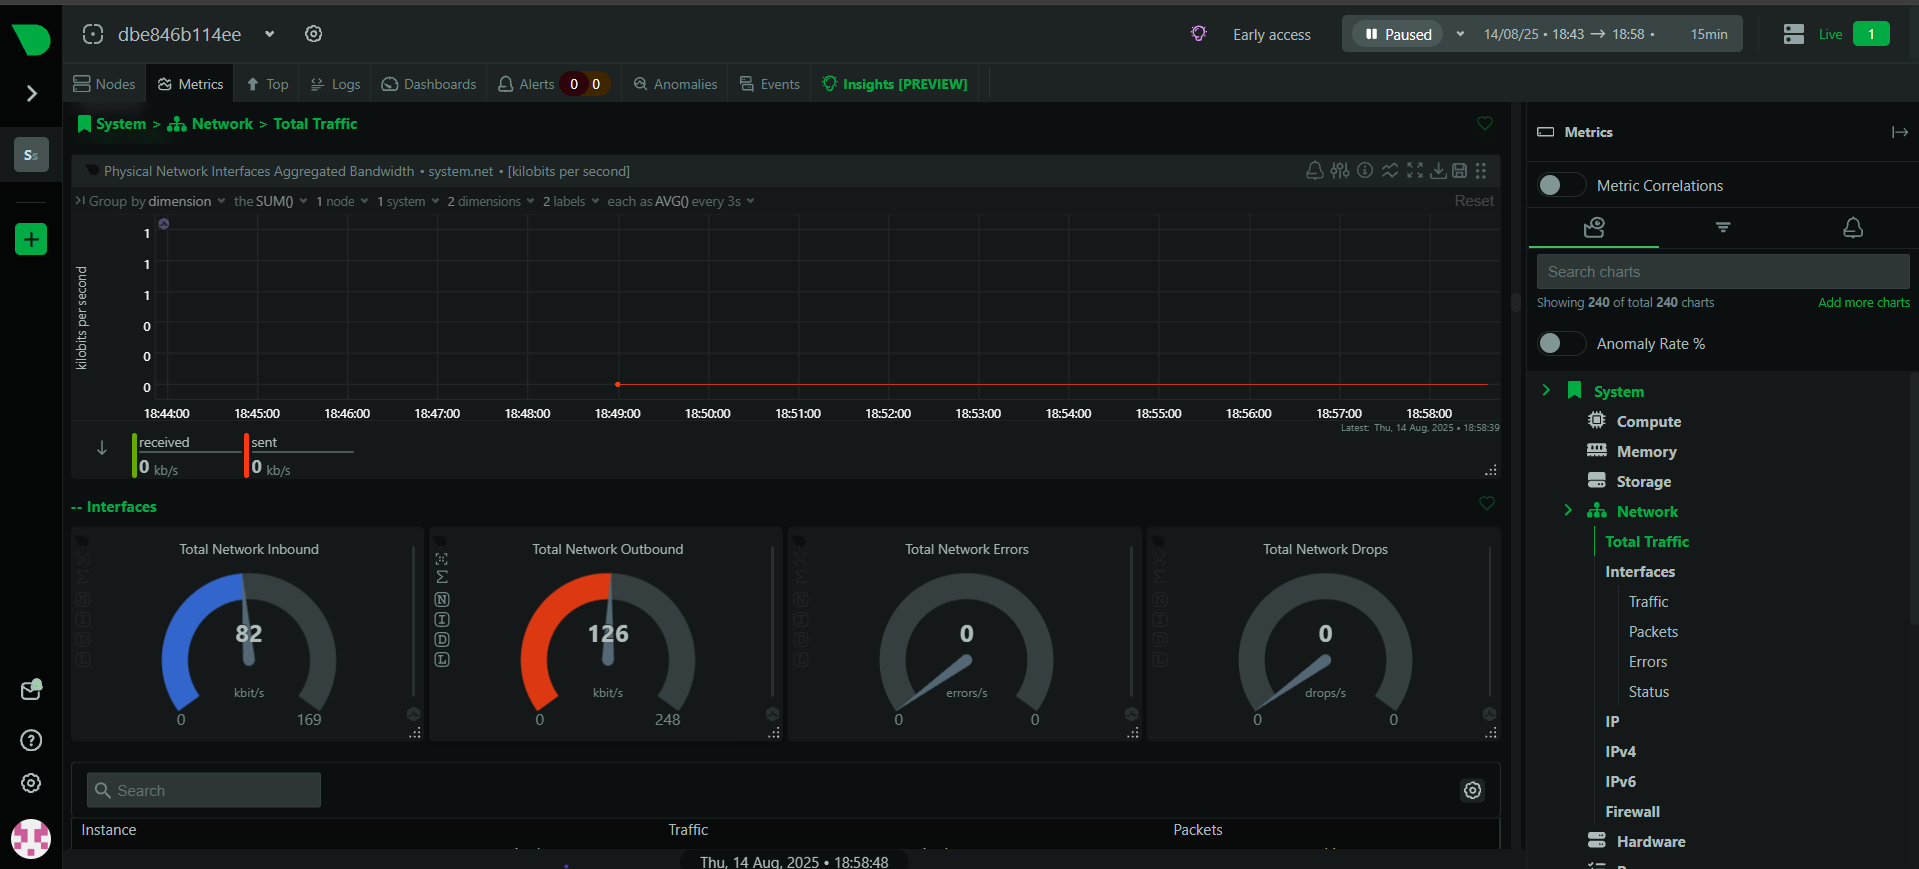 dbe846b114ee
Early access
Paused
14/08/25 • 18:43 → 18:58 •
15min
Live
1
Nodes
Metrics
Top
Logs
Dashboards
Alerts 0 0
Anomalies
Events
Insights [PREVIEW]
Ss
System > Network > Total Traffic
Physical Network Interfaces Aggregated Bandwidth • system.net • [kilobits per second]
Group by dimension the SUM() 1 node 1 system 2 dimensions 2 labels each as AVG() every 3s
Reset
kilobits per second
1
1
1
0
0
0
18:44:00 18:45:00 18:46:00 18:47:00 18:48:00 18:49:00 18:50:00 18:51:00 18:52:00 18:53:00 18:54:00 18:55:00 18:56:00 18:57:00 18:58:00
Latest: Thu, 14 Aug, 2025 • 18:58:39
received
0 kb/s
sent
0 kb/s
-- Interfaces
Total Network Inbound
N
I
D
L
82
kbit/s
0 169
Total Network Outbound
N
I
D
L
126
kbit/s
0 248
Total Network Errors
N
I
D
L
0
errors/s
0 0
Total Network Drops
N
I
D
L
0
drops/s
0 0
Search
Instance Traffic Packets
Thu, 14 Aug, 2025 • 18:58:48
Metrics
Metric Correlations
Search charts
Showing 240 of total 240 charts
Add more charts
Anomaly Rate %
System
Compute
Memory
Storage
Network
Total Traffic
Interfaces
Traffic
Packets
Errors
Status
IP
IPv4
IPv6
Firewall
Hardware